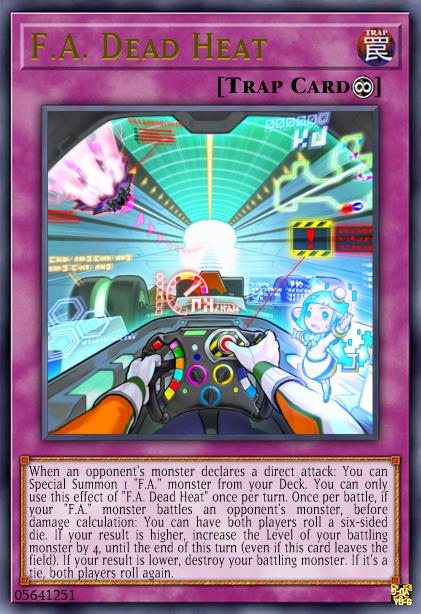 F.A. DEAD HEAT
TRAP
罠
[TRAP CARD]
When an opponent's monster declares a direct attack: You can
Special Summon 1 "F.A." monster from your Deck. You can only
use this effect of "F.A. Dead Heat" once per turn. Once per battle, if
your "F.A." monster battles an opponent's monster, before
damage calculation: You can have both players roll a six-sided
die. If your result is higher, increase the Level of your battling
monster by 4, until the end of this turn (even if this card leaves the
field). If your result is lower, destroy your battling monster. If it's a
tie, both players roll again.
05641251